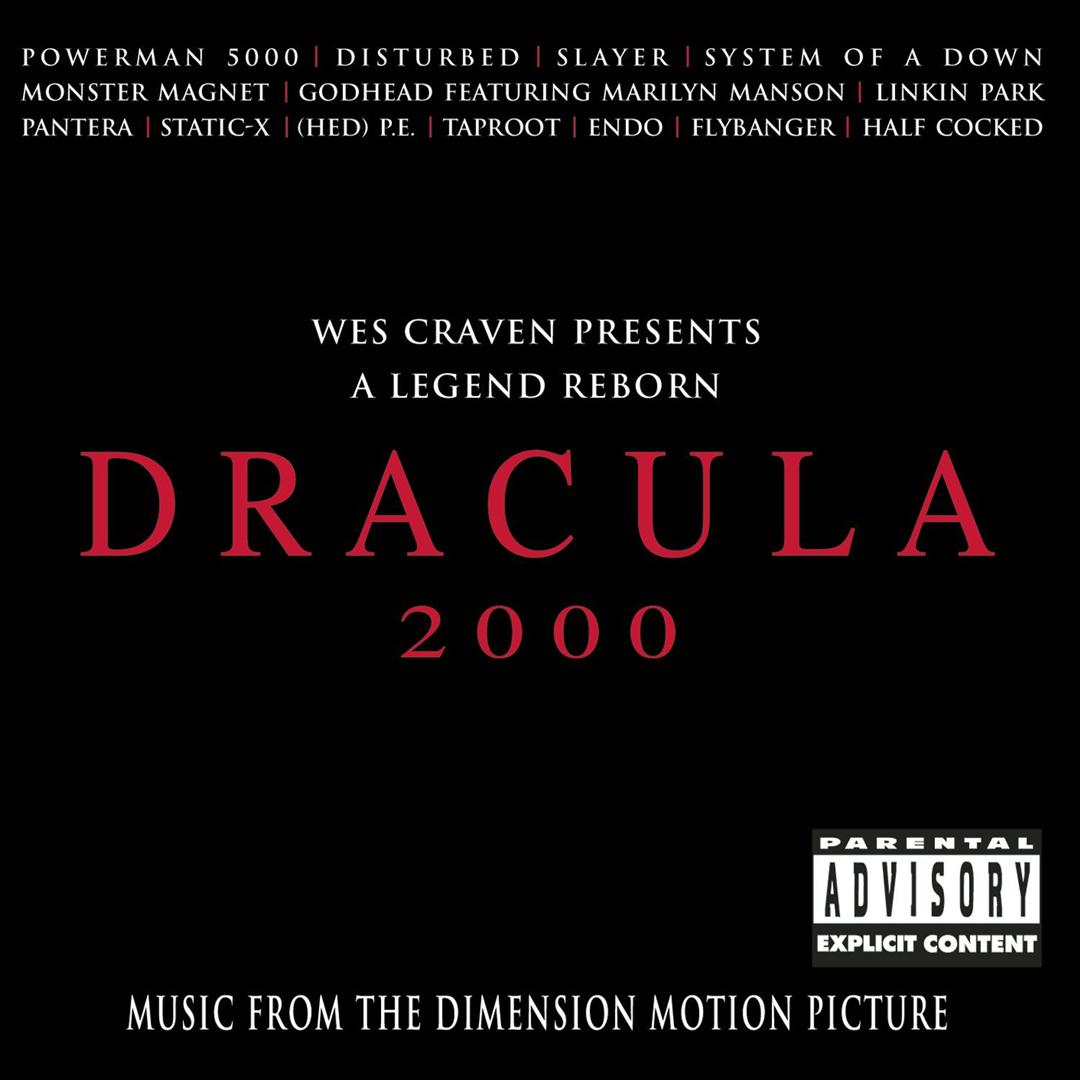 POWERMAN 5000 | DISTURBED | SLAYER | SYSTEM OF A DOWN
MONSTER MAGNET | GODHEAD FEATURING MARILYN MANSON | LINKIN PARK
PANTERA | STATIC-X | (HED) P.E. | TAPROOT | ENDO | FLYBANGER | HALF COCKED
WES CRAVEN PRESENTS
A LEGEND REBORN
DRACULA
2000
PARENTAL
ADVISORY
EXPLICIT CONTENT
MUSIC FROM THE DIMENSION MOTION PICTURE